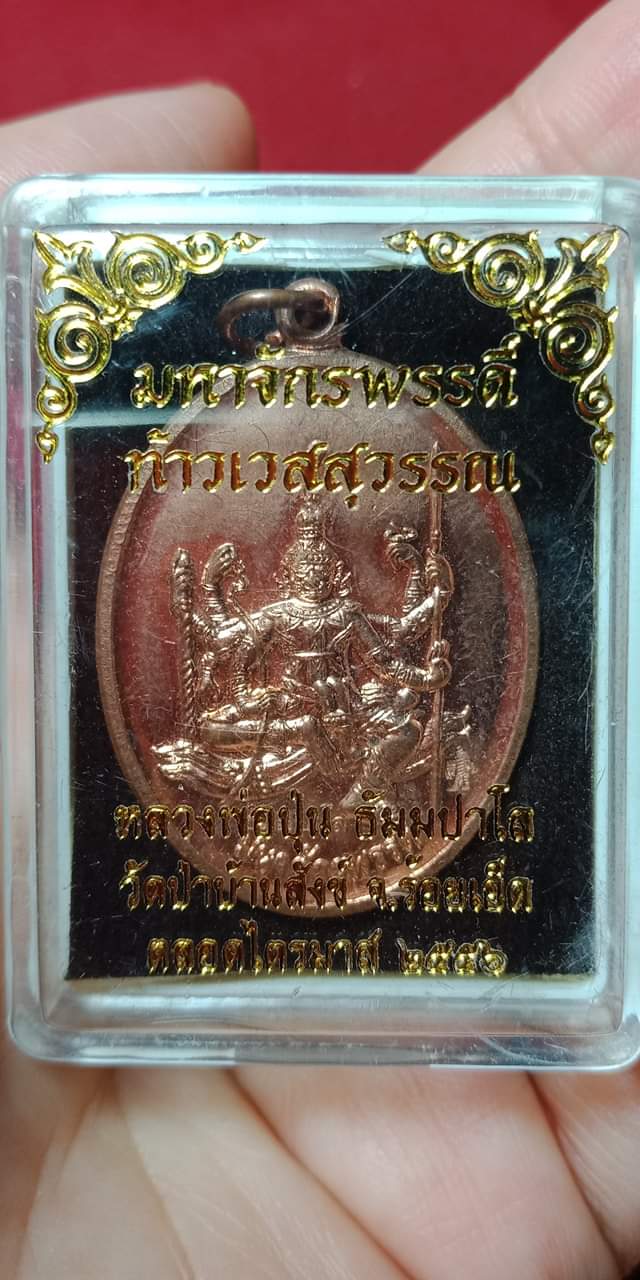 มหาจักรพรรดิ์
ท้าวเวสสุวรรณ
หลวงพ่อปุ่น ธัมมปาโล
วัดป่าบ้านสังข์ จ.ร้อยเอ็ด
ตลอดไตรมาส ๒๕๕๖